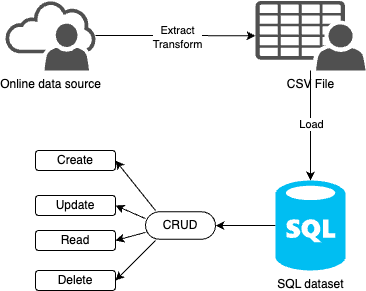 Extract
Transform
Online data source
CSV File
Load
Create
Update
Read
Delete
CRUD
SQL
SQL dataset